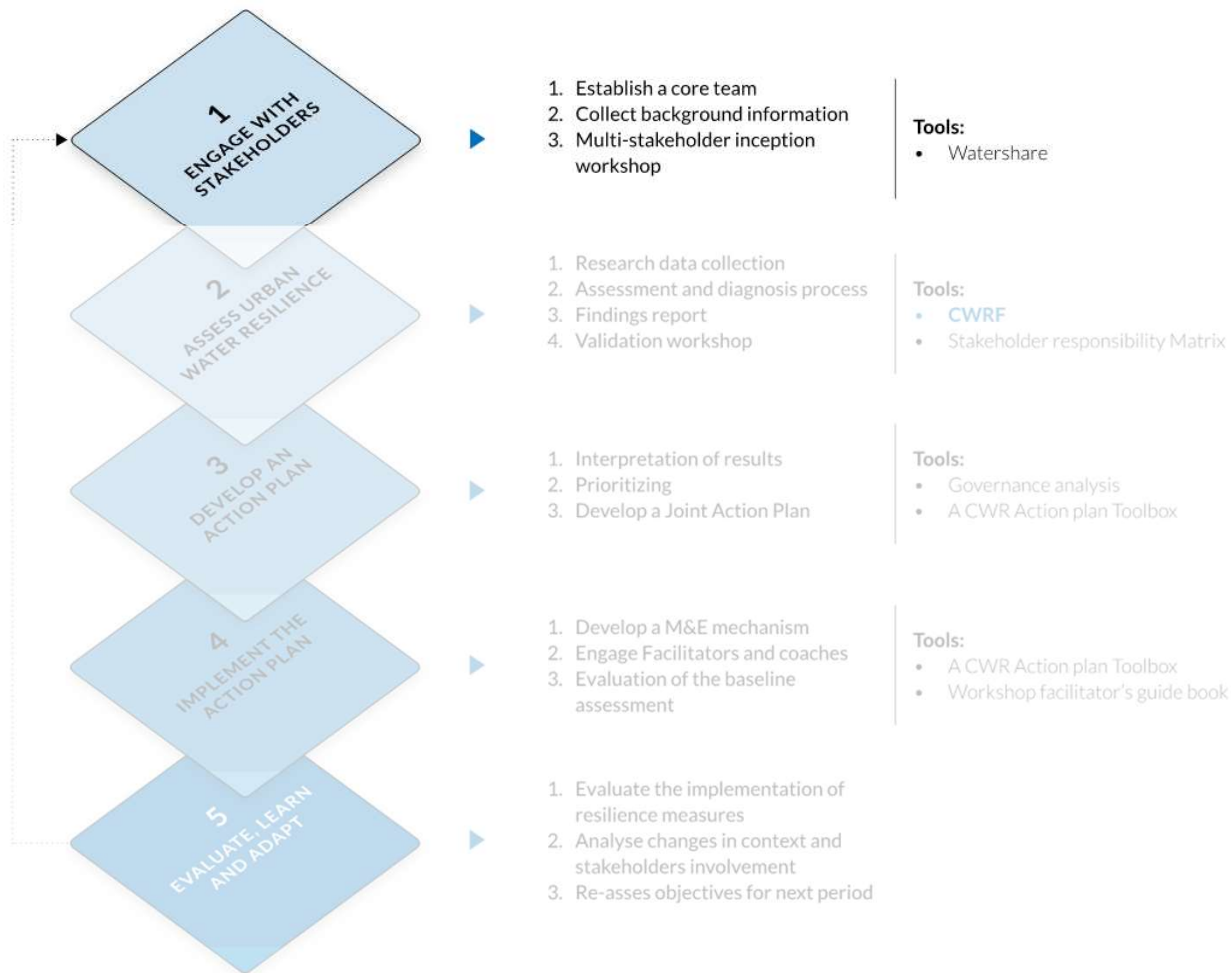 1
ENGAGE WITH
STAKEHOLDERS
1. Establish a core team
2. Collect background information
3. Multi-stakeholder inception
workshop
Tools:
• Watershare
2
ASSESS URBAN
WATER RESILIENCE
1. Research data collection
2. Assessment and diagnosis process
3. Findings report
4. Validation workshop
Tools:
• CWRF
• Stakeholder responsibility Matrix
3
DEVELOP AN
ACTION PLAN
1. Interpretation of results
2. Prioritizing
3. Develop a Joint Action Plan
Tools:
• Governance analysis
• A CWR Action plan Toolbox
4
IMPLEMENT THE
ACTION PLAN
1. Develop a M&E mechanism
2. Engage Facilitators and coaches
3. Evaluation of the baseline
assessment
Tools:
• A CWR Action plan Toolbox
• Workshop facilitator's guide book
5
EVALUATE, LEARN
AND ADAPT
1. Evaluate the implementation of
resilience measures
2. Analyse changes in context and
stakeholders involvement
3. Re-asses objectives for next period